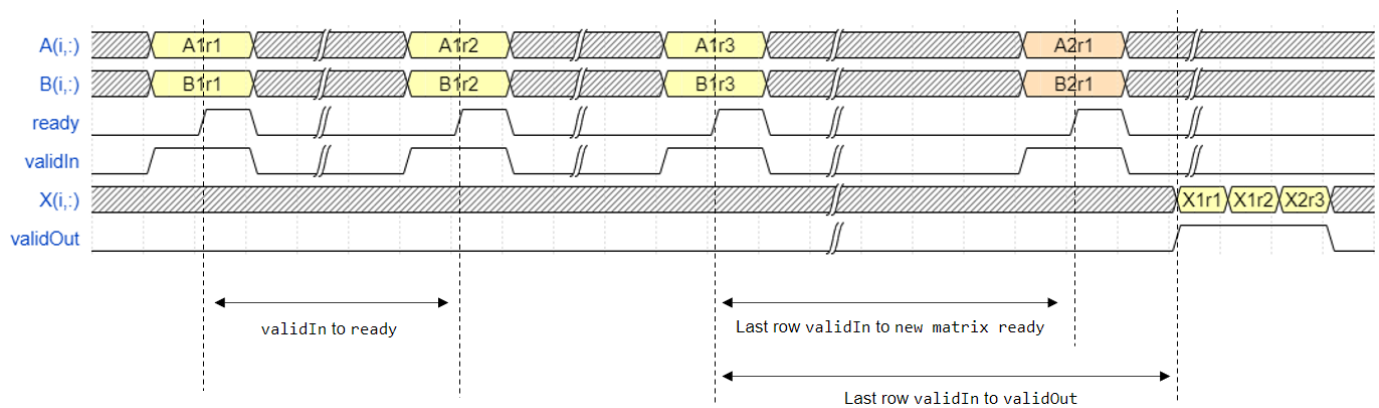 A(i,:) A1r1 A1r2 A1r3 A2r1
B(i,:) B1r1 B1r2 B1r3 B2r1
ready
validIn
X(i,:) X1r1 X1r2 X2r3
validOut
validIn to ready
Last row validIn to new matrix ready
Last row validIn to validOut